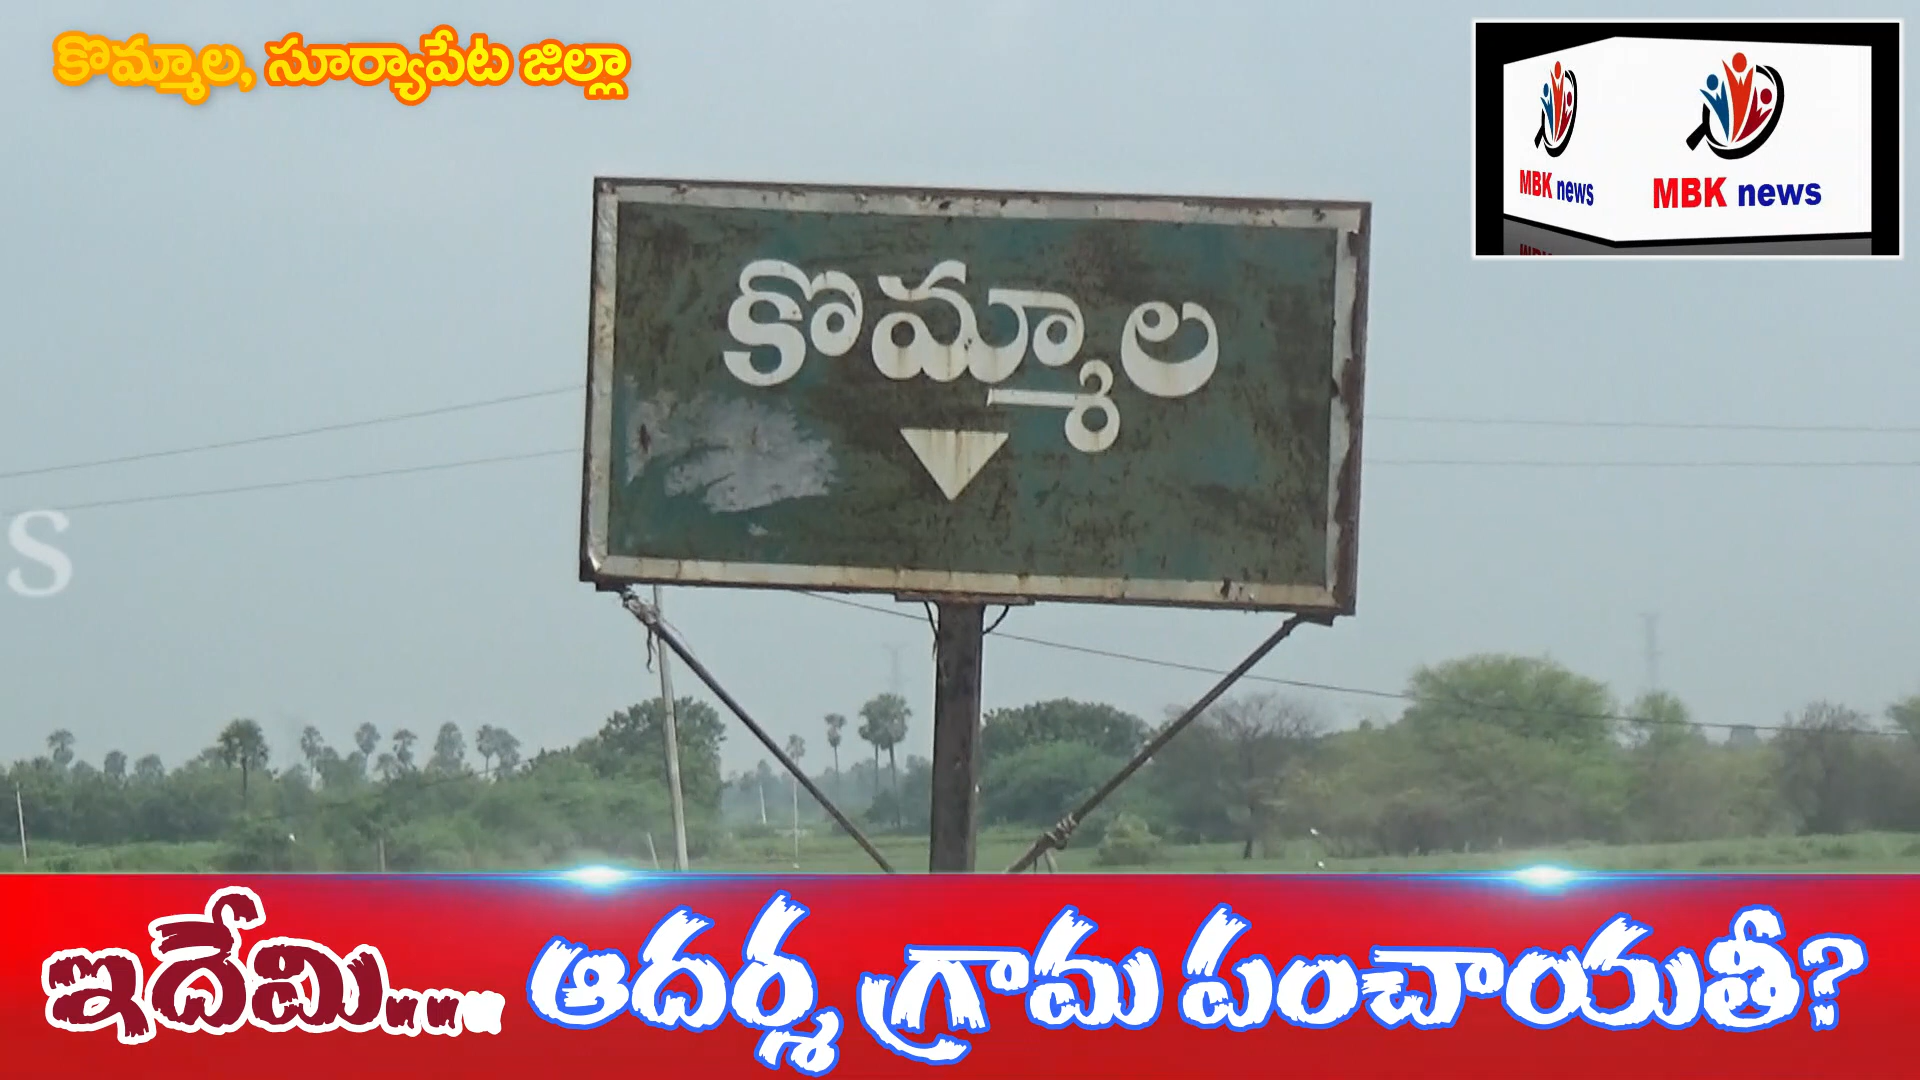 కొమ్మాల, సూర్యాపేట జిల్లా
MBK news
MBK news
కొమ్మాల
S
ఇదేమి... ఆదర్శ గ్రామ పంచాయతీ?